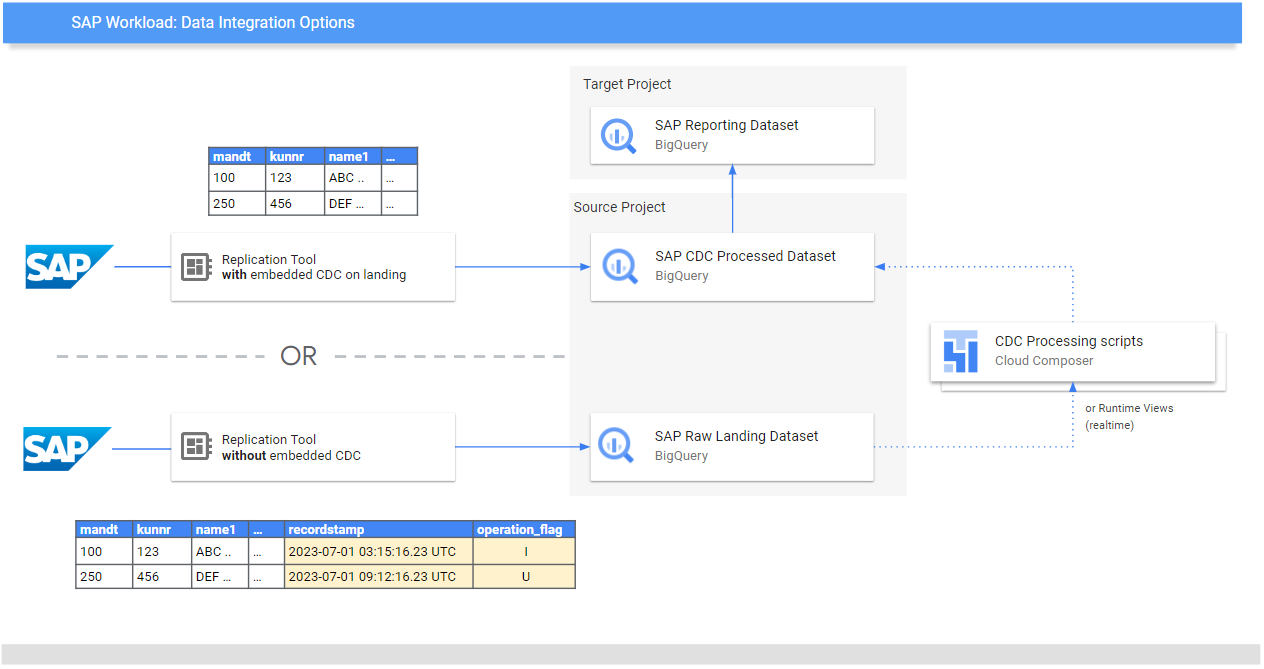 SAP Workload: Data Integration Options
Target Project
SAP Reporting Dataset
BigQuery
mandt kunnr name1 ...
100 123 ABC .. ...
250 456 DEF ... ...
Source Project
SAP
Replication Tool
with embedded CDC on landing
SAP CDC Processed Dataset
BigQuery
CDC Processing scripts
Cloud Composer
OR
or Runtime Views
(realtime)
SAP
Replication Tool
without embedded CDC
SAP Raw Landing Dataset
BigQuery
mandt kunnr name1 ... recordstamp operation_flag
100 123 ABC .. ... 2023-07-01 03:15:16.23 UTC I
250 456 DEF ... ... 2023-07-01 09:12:16.23 UTC U